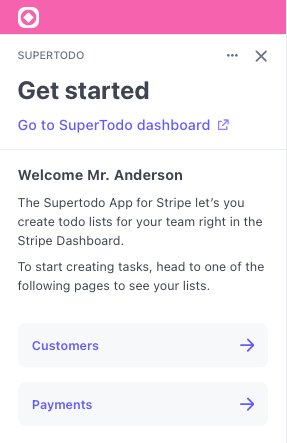 SUPERTODO
Get started
Go to SuperTodo dashboard
Welcome Mr. Anderson
The Supertodo App for Stripe let's you
create todo lists for your team right in the
Stripe Dashboard.
To start creating tasks, head to one of the
following pages to see your lists.
Customers
Payments